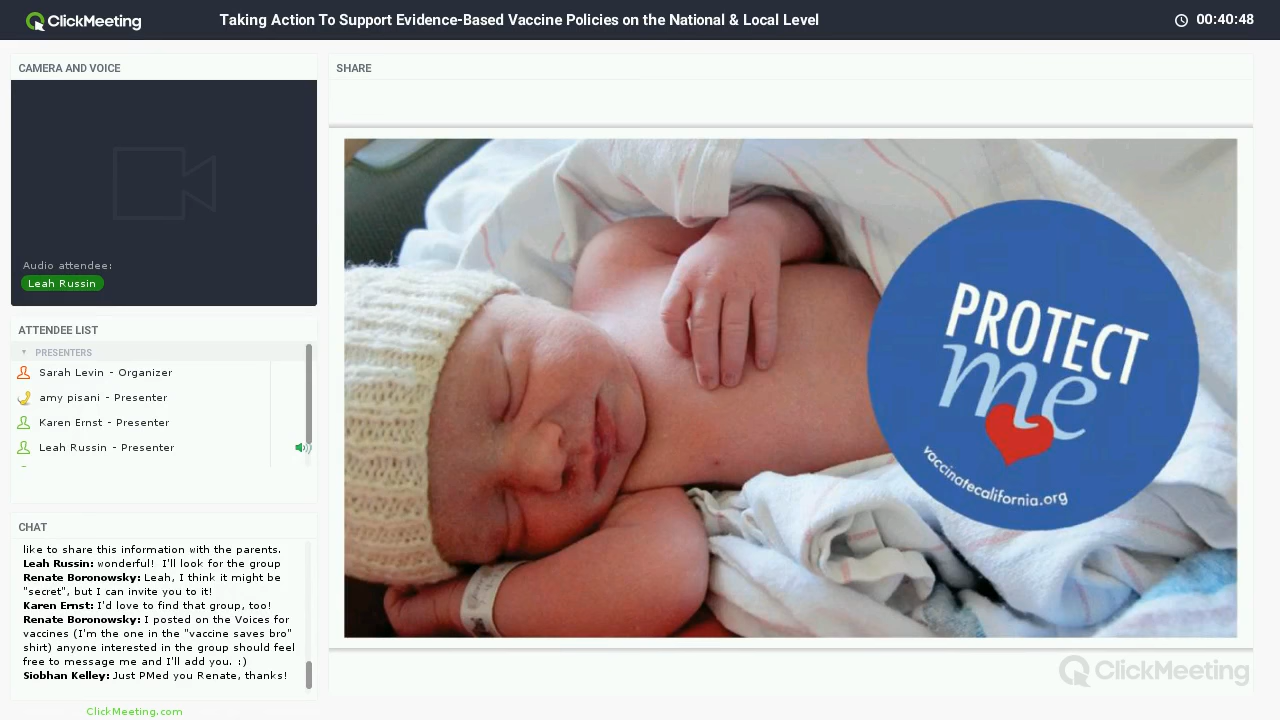 ClickMeeting
Taking Action To Support Evidence-Based Vaccine Policies on the National & Local Level
00:40:48
CAMERA AND VOICE
Audio attendee:
Leah Russin
ATTENDEE LIST
PRESENTERS
Sarah Levin - Organizer
amy pisani - Presenter
Karen Ernst - Presenter
Leah Russin - Presenter
CHAT
like to share this information with the parents.
Leah Russin: wonderful! I'll look for the group
Renate Boronowsky: Leah, I think it might be
"secret", but I can invite you to it!
Karen Ernst: I'd love to find that group, too!
Renate Boronowsky: I posted on the Voices for
vaccines (I'm the one in the "vaccine saves bro"
shirt) anyone interested in the group should feel
free to message me and I'll add you. :)
Siobhan Kelley: Just PMed you Renate, thanks!
ClickMeeting.com
SHARE
PROTECT
me
vaccinatecalifornia.org
ClickMeeting